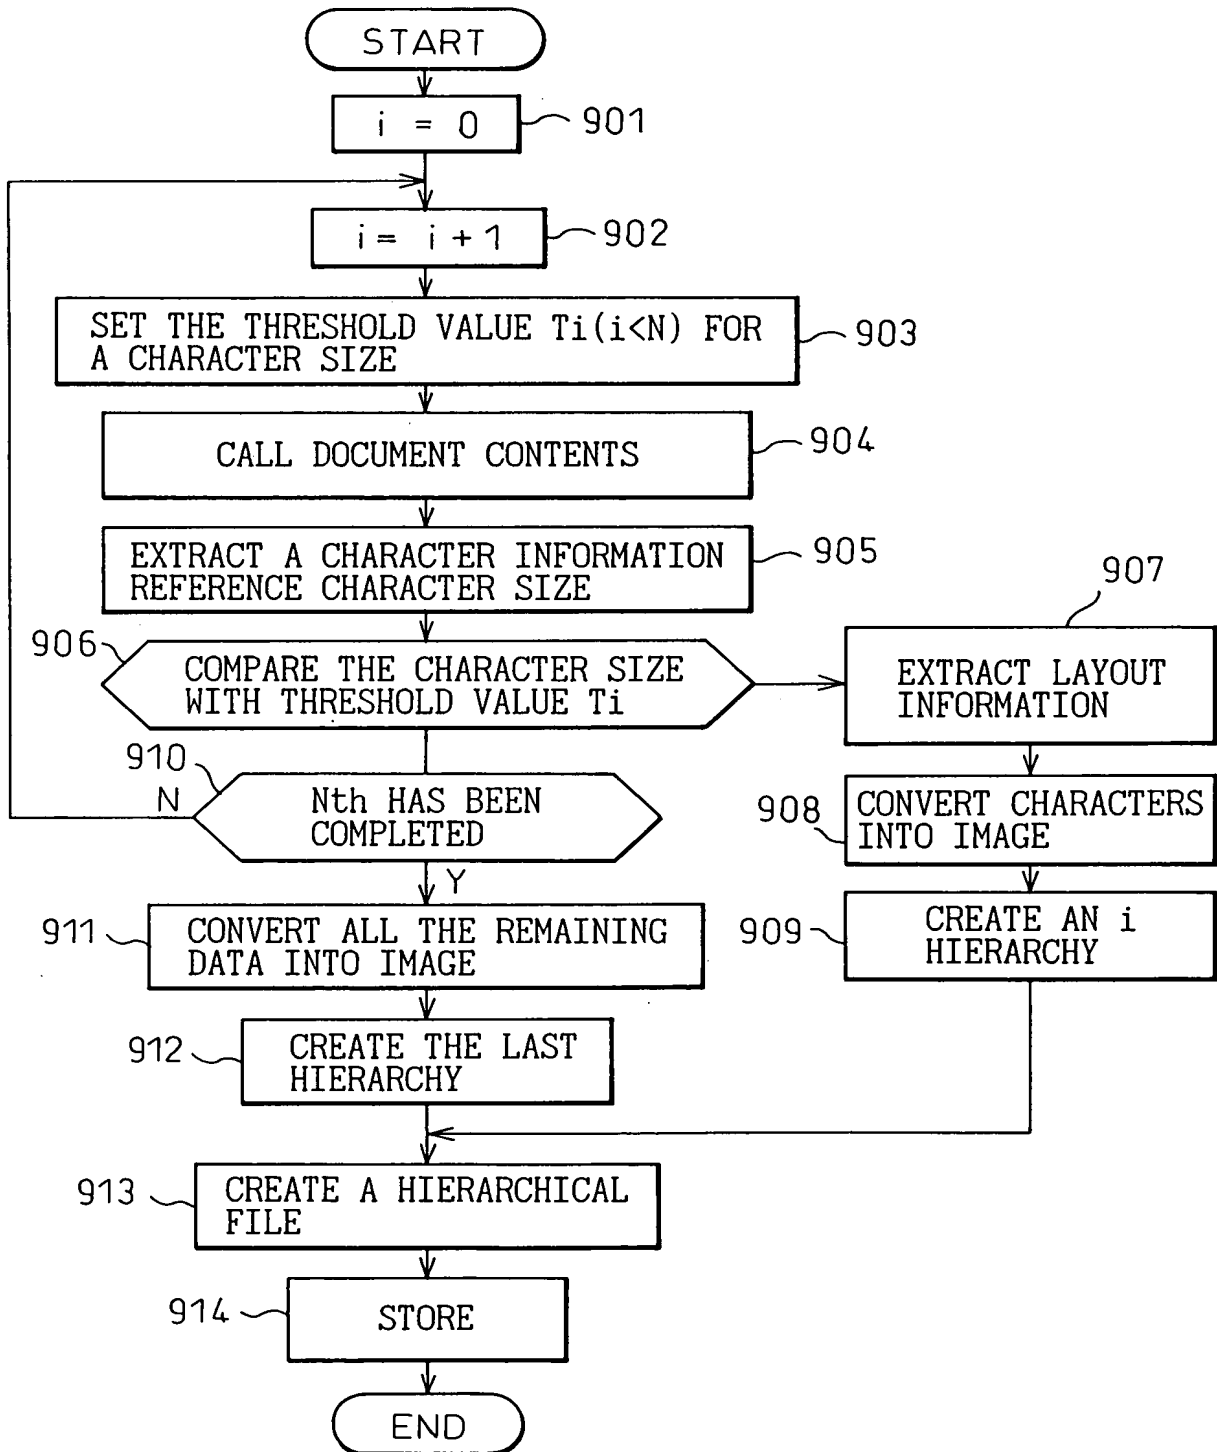 START
i = 0
901
i = i + 1
902
SET THE THRESHOLD VALUE Ti(i<N) FOR
A CHARACTER SIZE
903
CALL DOCUMENT CONTENTS
904
EXTRACT A CHARACTER INFORMATION
REFERENCE CHARACTER SIZE
905
906
COMPARE THE CHARACTER SIZE
WITH THRESHOLD VALUE Ti
907
EXTRACT LAYOUT
INFORMATION
908
CONVERT CHARACTERS
INTO IMAGE
909
CREATE AN i
HIERARCHY
910
N
Nth HAS BEEN
COMPLETED
Y
911
CONVERT ALL THE REMAINING
DATA INTO IMAGE
912
CREATE THE LAST
HIERARCHY
913
CREATE A HIERARCHICAL
FILE
914
STORE
END